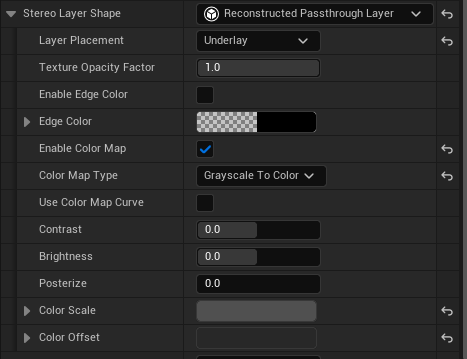 Stereo Layer Shape Reconstructed Passthrough Layer
Layer Placement Underlay
Texture Opacity Factor 1.0
Enable Edge Color
Edge Color
Enable Color Map
Color Map Type Grayscale To Color
Use Color Map Curve
Contrast 0.0
Brightness 0.0
Posterize 0.0
Color Scale
Color Offset